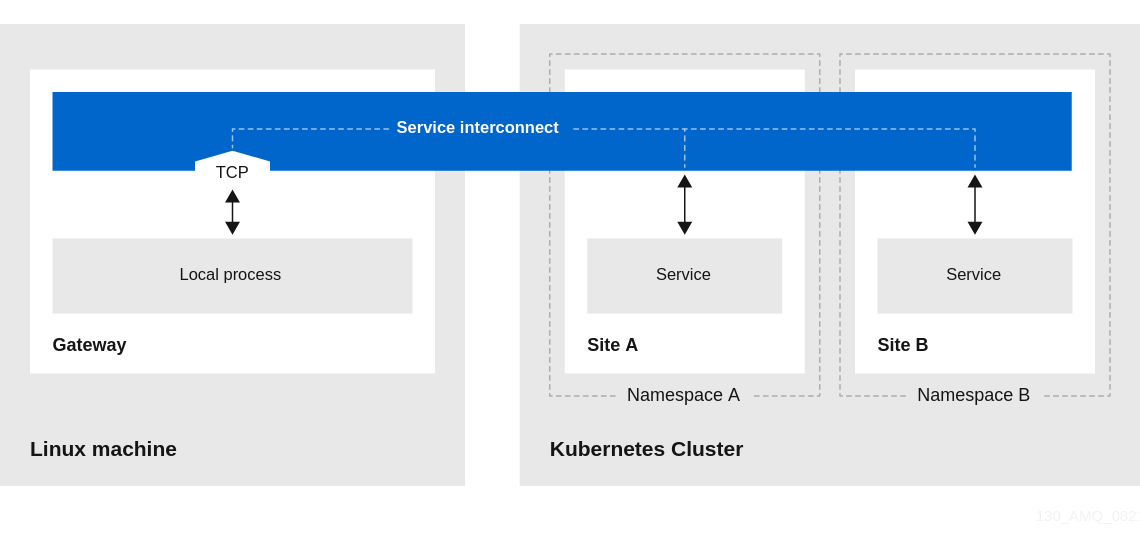 Service interconnect
TCP
Local process
Service
Service
Gateway
Site A
Site B
Namespace A
Namespace B
Linux machine
Kubernetes Cluster
130_AMQ_082